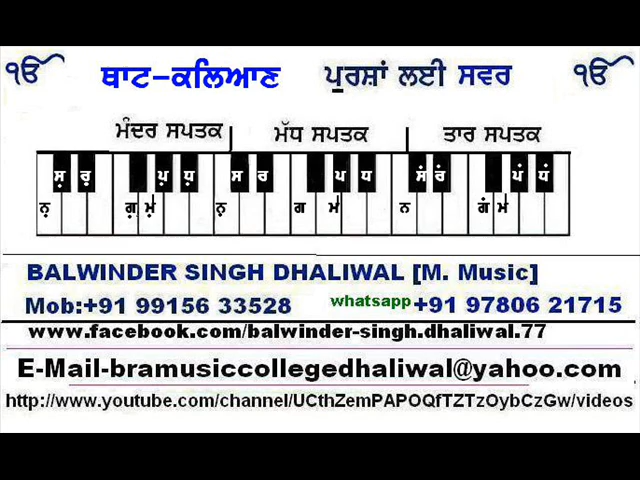 ੴ ਥਾਟ-ਕਲਿਆਣ ਪੁਰਸ਼ਾਂ ਲਈ ਸਵਰ ੴ
ਮੰਦਰ ਸਪਤਕ ਮੱਧ ਸਪਤਕ ਤਾਰ ਸਪਤਕ
ਸ਼ ਰ਼ ਪ਼ ਧ਼ ਸ ਰ ਪ ਧ ਸੰ ਰੰ ਪੰ ਧੰ
ਨ਼ ਗ਼ ਮ਼ ਨ਼ ਗ ਮ ਨ ਗੰ ਮੰ
BALWINDER SINGH DHALIWAL [M. Music]
Mob:+91 99156 33528 whatsapp +91 97806 21715
www.facebook.com/balwinder-singh.dhaliwal.77
E-Mail-bramusiccollegedhaliwal@yahoo.com
http://www.youtube.com/channel/UCthZemPAPOQfTZTzOybCzGw/videos